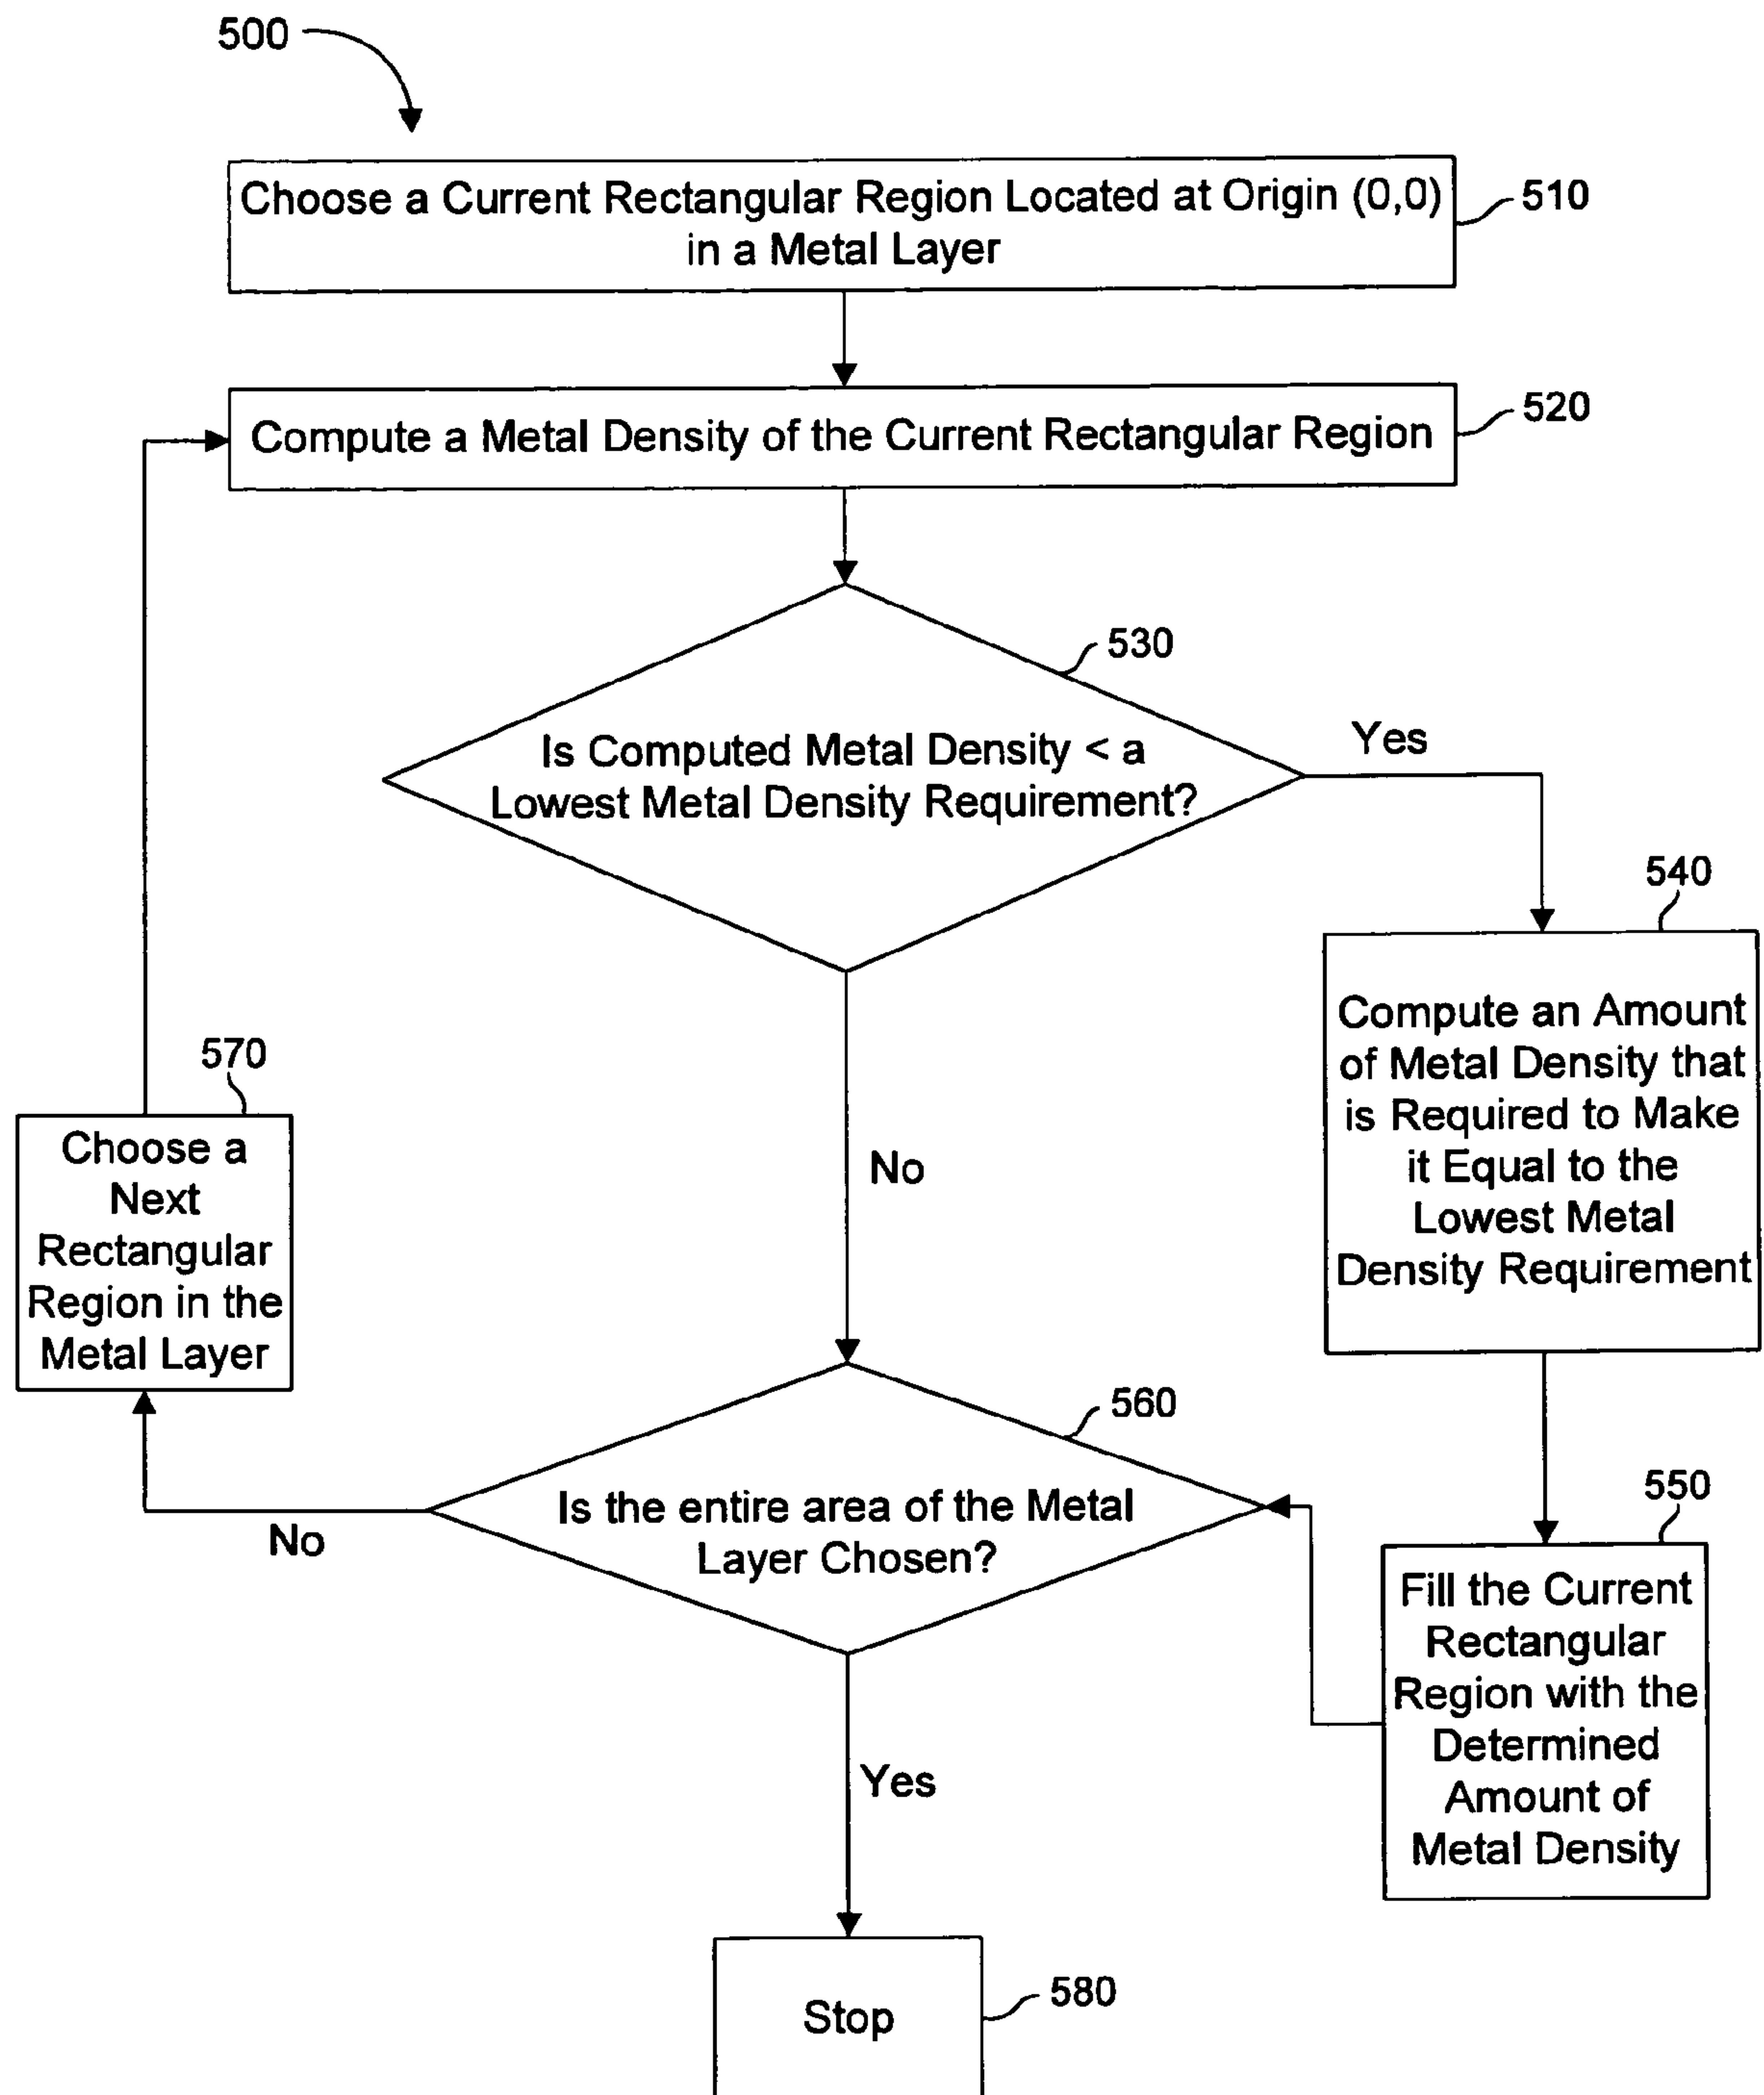 500
Choose a Current Rectangular Region Located at Origin (0,0)
in a Metal Layer
510
Compute a Metal Density of the Current Rectangular Region
520
530
Is Computed Metal Density < a
Lowest Metal Density Requirement?
Yes
540
Compute an Amount
of Metal Density that
is Required to Make
it Equal to the
Lowest Metal
Density Requirement
No
570
Choose a
Next
Rectangular
Region in the
Metal Layer
560
Is the entire area of the Metal
Layer Chosen?
No
550
Fill the Current
Rectangular
Region with the
Determined
Amount of
Metal Density
Yes
580
Stop